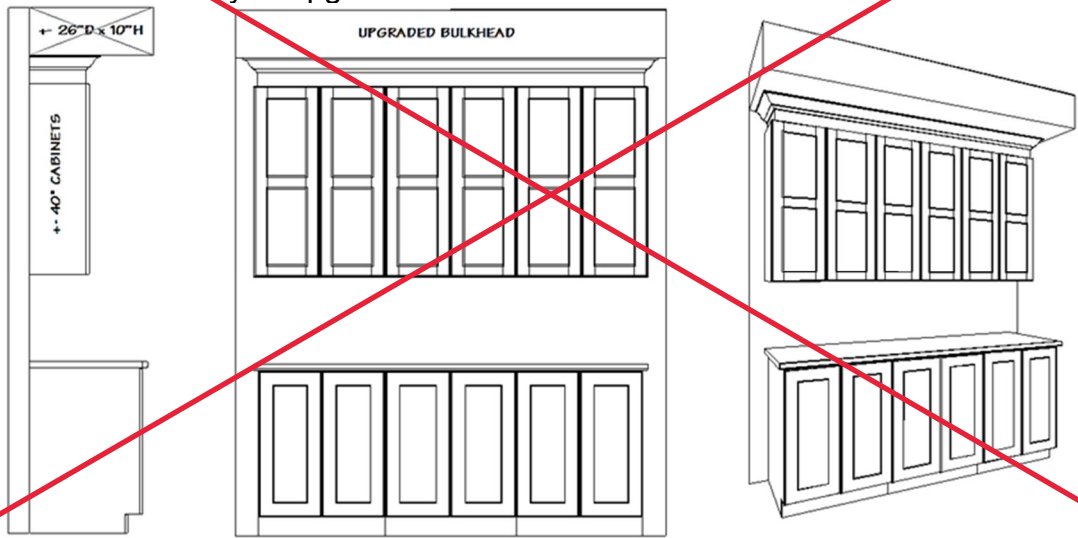 +- 26"D x 10"H
UPGRADED BULKHEAD
+- 40" CABINETS